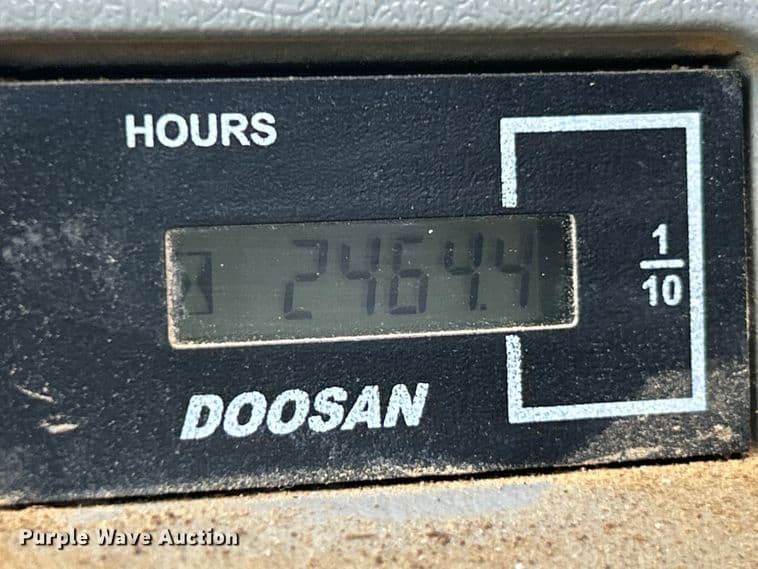 HOURS
2464.4
1
10
DOOSAN
Purple Wave Auction